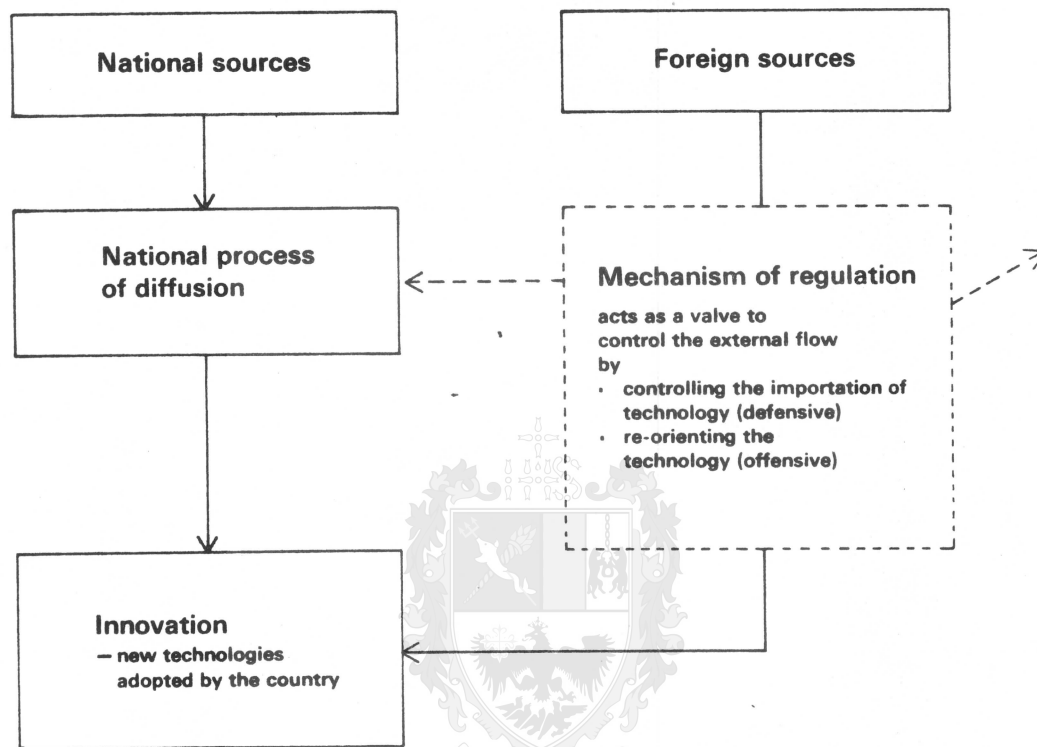 National sources
Foreign sources
National process
of diffusion
Mechanism of regulation
acts as a valve to
control the external flow
by
· controlling the importation of
technology (defensive)
· re-orienting the
technology (offensive)
Innovation
— new technologies
adopted by the country